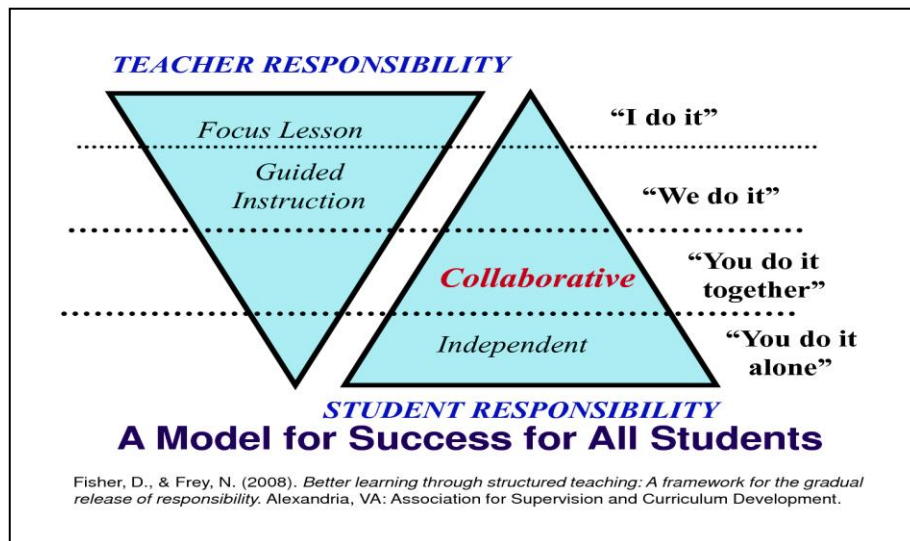 TEACHER RESPONSIBILITY
Focus Lesson
“I do it”
Guided
Instruction
“We do it”
Collaborative
“You do it
together”
Independent
“You do it
alone”
STUDENT RESPONSIBILITY
A Model for Success for All Students
Fisher, D., & Frey, N. (2008). Better learning through structured teaching: A framework for the gradual
release of responsibility. Alexandria, VA: Association for Supervision and Curriculum Development.